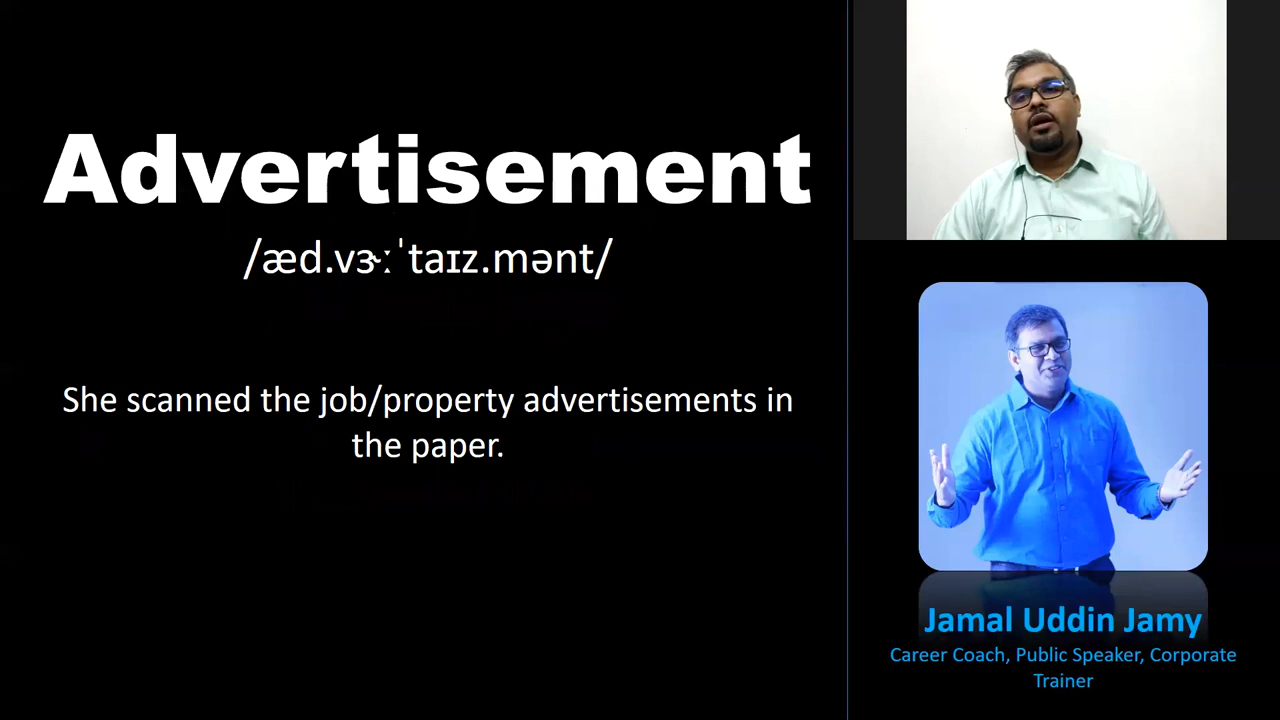 Advertisement
/æd.vɝːˈtaɪz.mənt/
She scanned the job/property advertisements in
the paper.
Jamal Uddin Jamy
Career Coach, Public Speaker, Corporate
Trainer